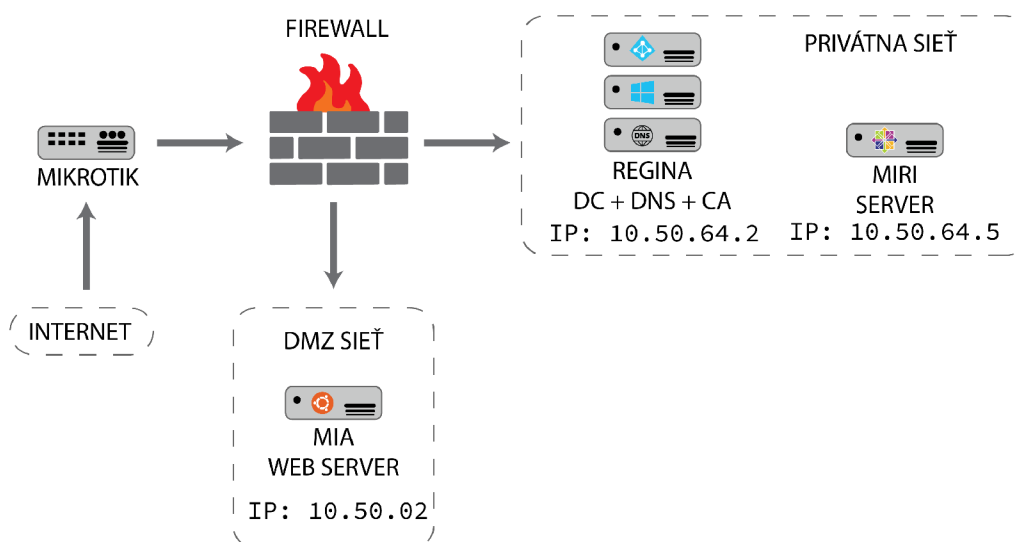 FIREWALL
PRIVÁTNA SIEŤ
DNS
MIKROTIK
REGINA
DC + DNS + CA
IP: 10.50.64.2
MIRI
SERVER
IP: 10.50.64.5
INTERNET
DMZ SIEŤ
MIA
WEB SERVER
IP: 10.50.02